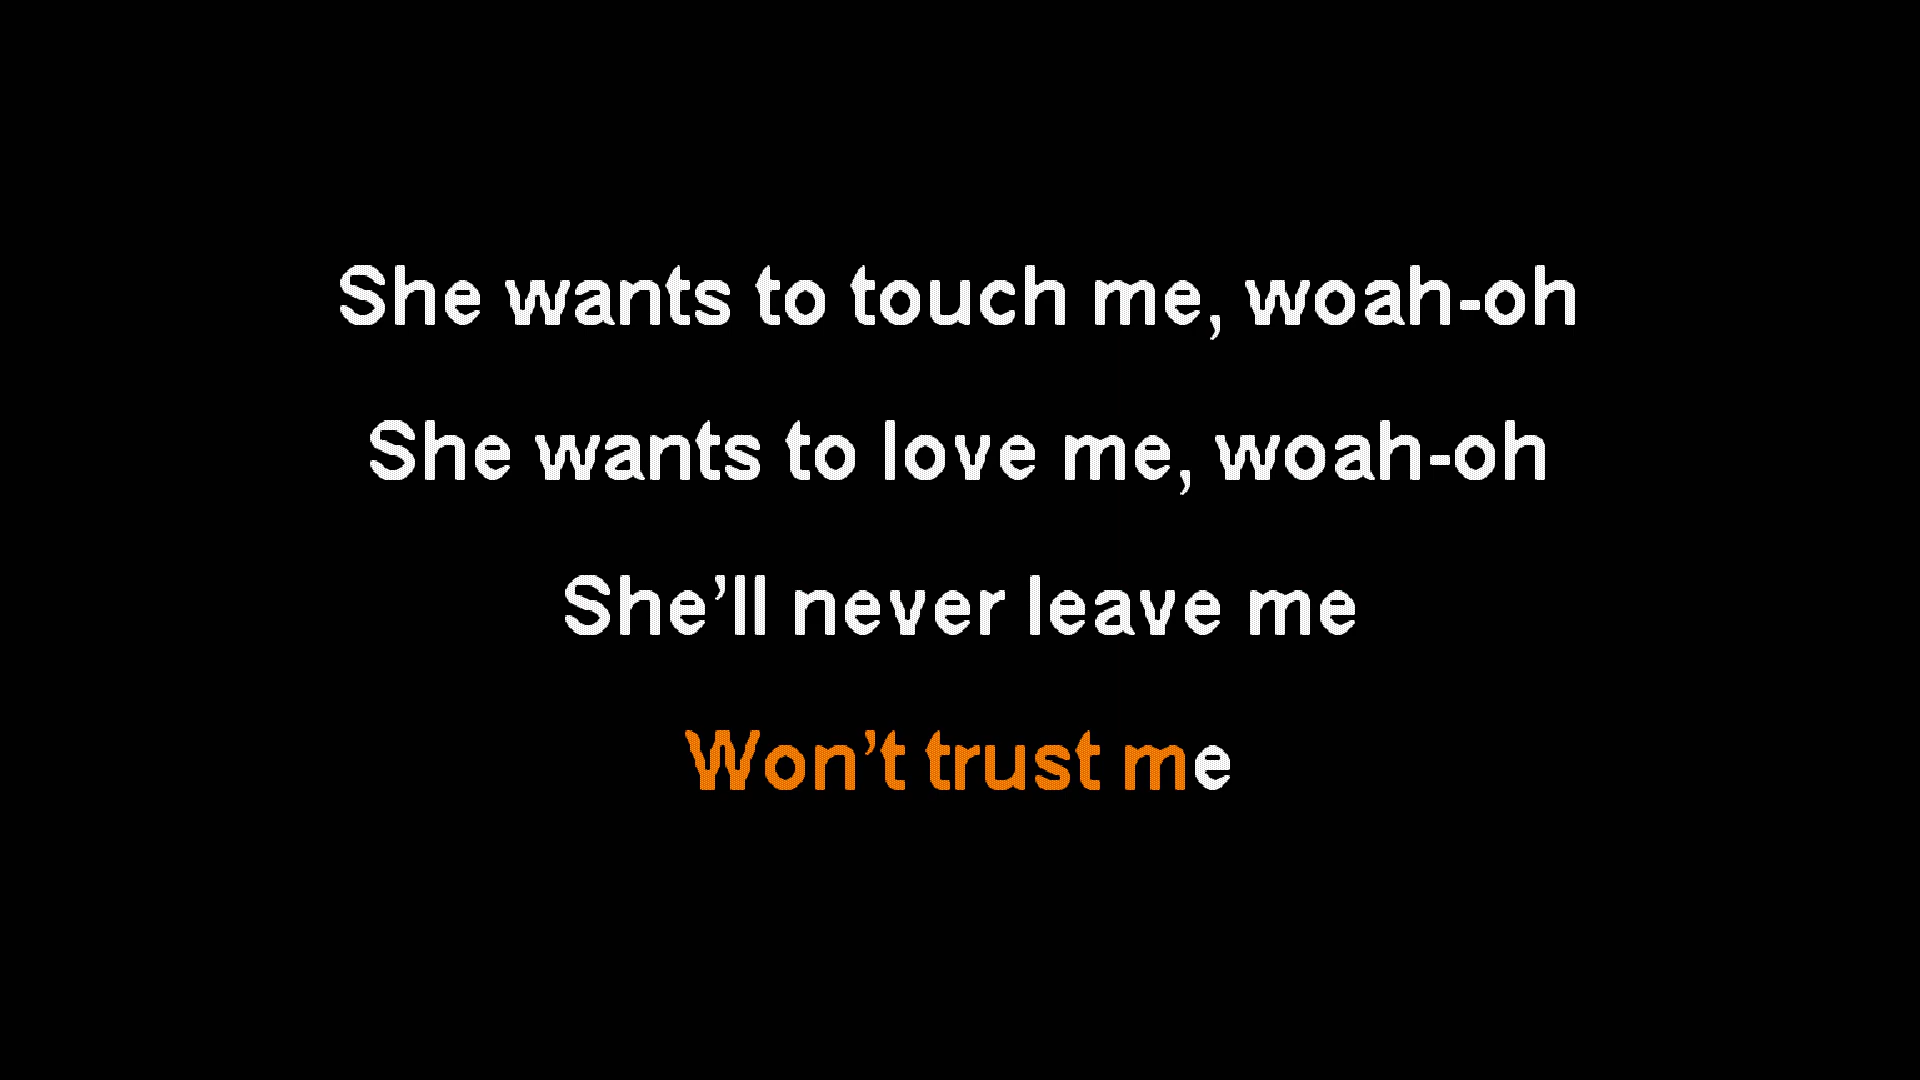 She wants to touch me, woah-oh
She wants to love me, woah-oh
She’ll never leave me
Won’t trust me